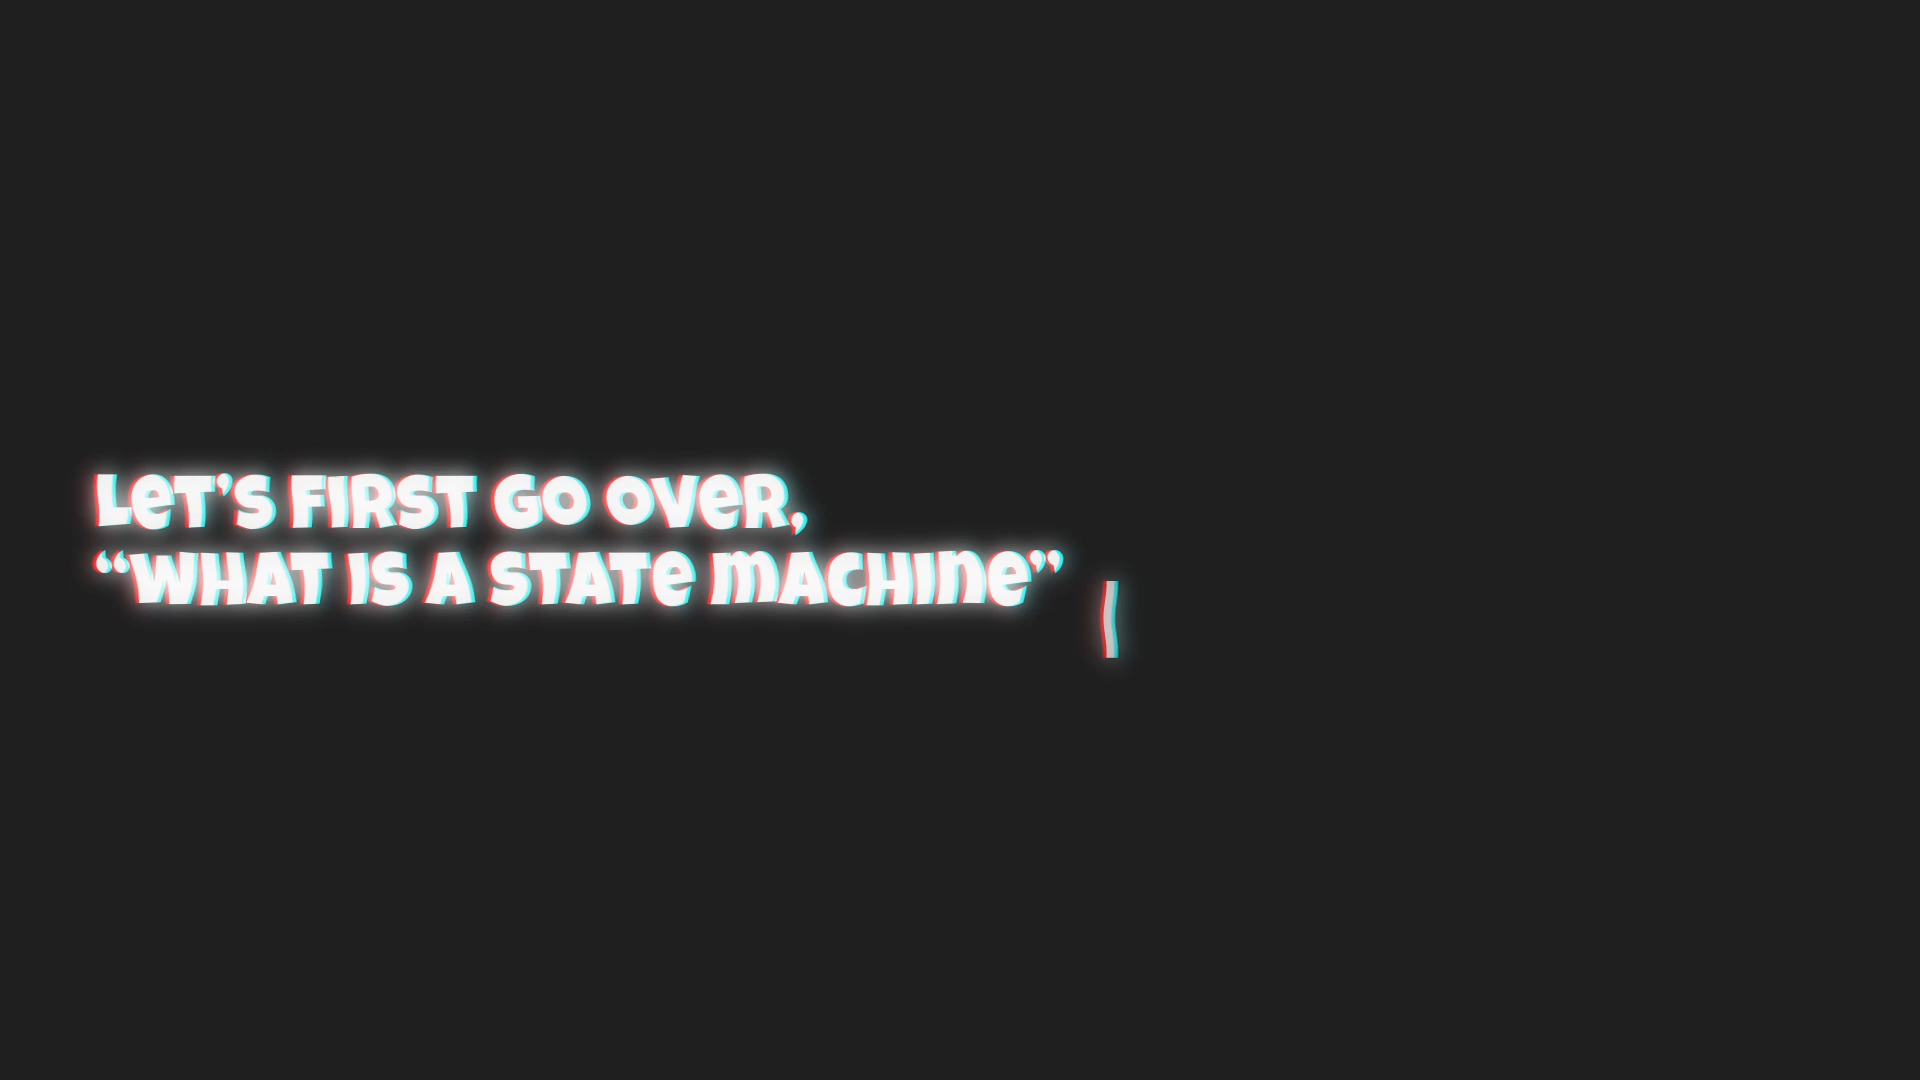 Let’s first go over,
“What is a state machine”